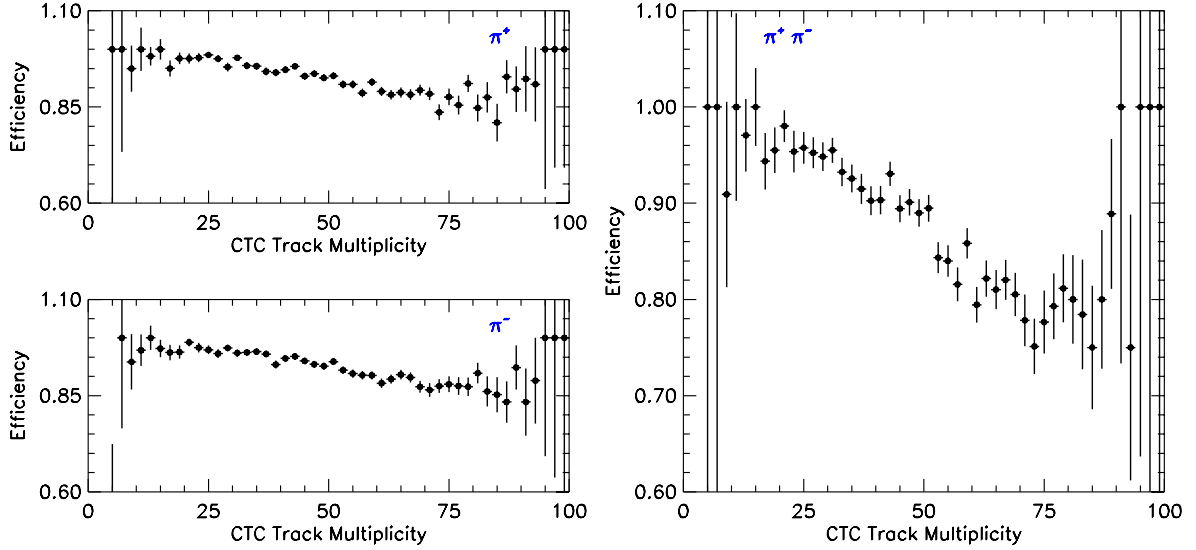 1.10
π+
0.85
Efficiency
0.60
0 25 50 75 100
CTC Track Multiplicity
1.10
π-
0.85
Efficiency
0.60
0 25 50 75 100
CTC Track Multiplicity
1.10
π+ π-
1.00
0.90
Efficiency
0.80
0.70
0.60
0 25 50 75 100
CTC Track Multiplicity